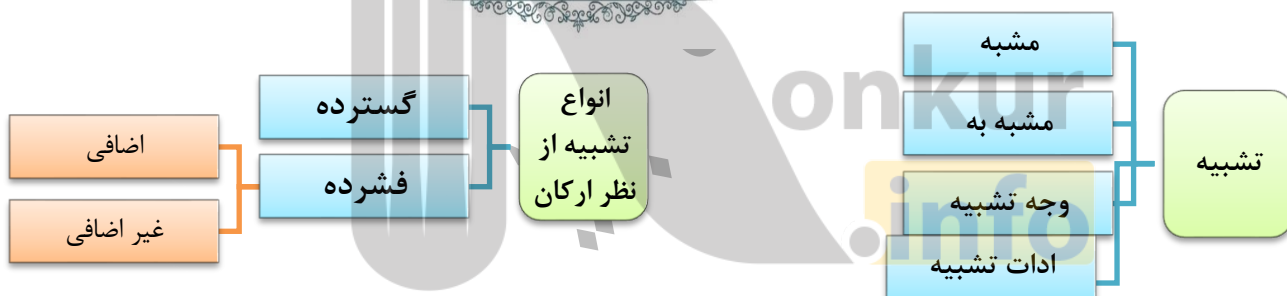 تشبیه
مشبه
مشبه به
وجه تشبیه
ادات تشبیه
انواع
تشبیه از
نظر ارکان
گسترده
فشرده
اضافی
غیر اضافی
onkur
.info